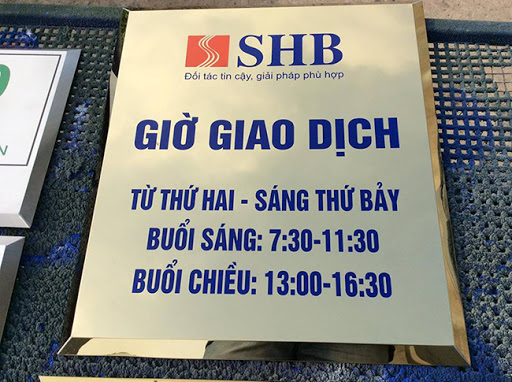 SHB
Đối tác tin cậy, giải pháp phù hợp
GIỜ GIAO DỊCH
TỪ THỨ HAI - SÁNG THỨ BẢY
BUỔI SÁNG: 7:30-11:30
BUỔI CHIỀU: 13:00-16:30